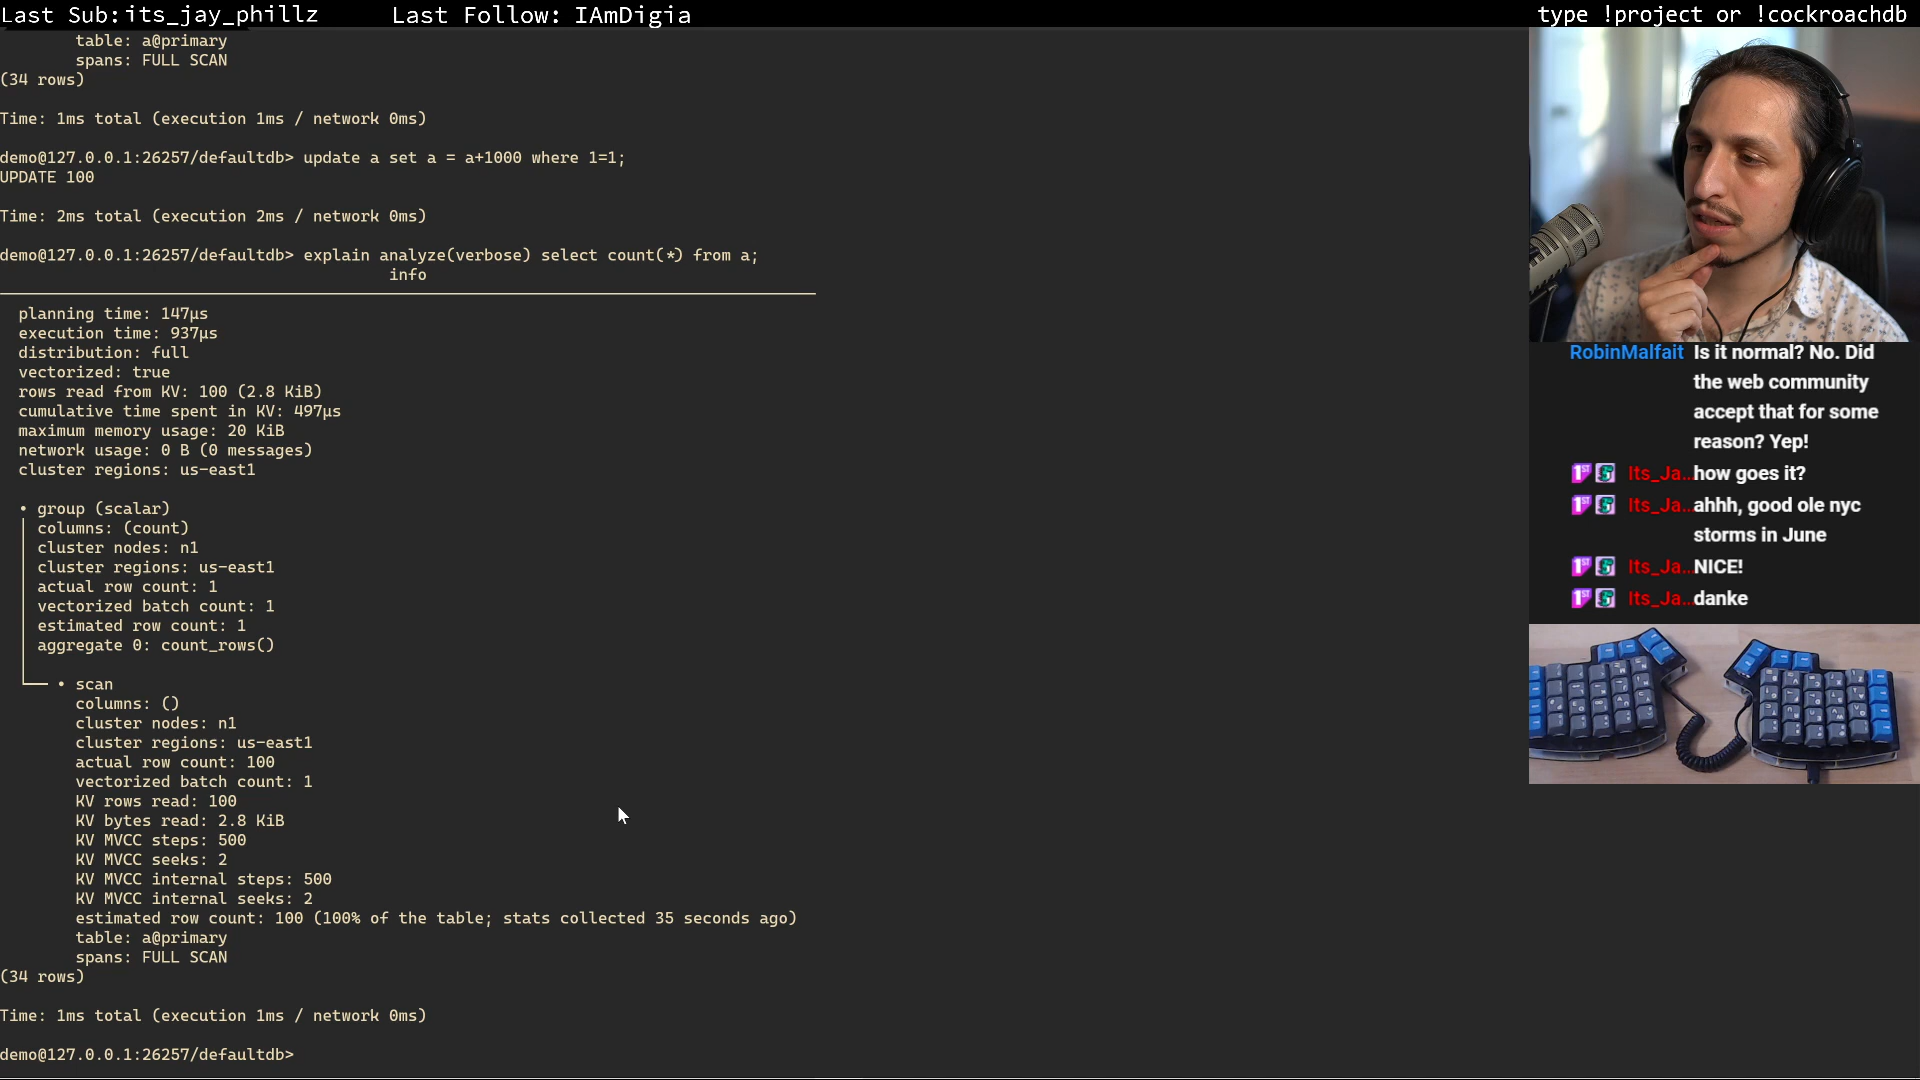 Last Sub:its_jay_phillz Last Follow: IAmDigia type !project or !cockroachdb
table: a@primary
spans: FULL SCAN
(34 rows)
Time: 1ms total (execution 1ms / network 0ms)
demo@127.0.0.1:26257/defaultdb> update a set a = a+1000 where 1=1;
UPDATE 100
Time: 2ms total (execution 2ms / network 0ms)
demo@127.0.0.1:26257/defaultdb> explain analyze(verbose) select count(*) from a;
info
planning time: 147µs
execution time: 937µs
distribution: full
vectorized: true
rows read from KV: 100 (2.8 KiB)
cumulative time spent in KV: 497µs
maximum memory usage: 20 KiB
network usage: 0 B (0 messages)
cluster regions: us-east1
• group (scalar)
columns: (count)
cluster nodes: n1
cluster regions: us-east1
actual row count: 1
vectorized batch count: 1
estimated row count: 1
aggregate 0: count_rows()
• scan
columns: ()
cluster nodes: n1
cluster regions: us-east1
actual row count: 100
vectorized batch count: 1
KV rows read: 100
KV bytes read: 2.8 KiB
KV MVCC steps: 500
KV MVCC seeks: 2
KV MVCC internal steps: 500
KV MVCC internal seeks: 2
estimated row count: 100 (100% of the table; stats collected 35 seconds ago)
table: a@primary
spans: FULL SCAN
(34 rows)
Time: 1ms total (execution 1ms / network 0ms)
demo@127.0.0.1:26257/defaultdb>
RobinMalfait Is it normal? No. Did
the web community
accept that for some
reason? Yep!
Its_Ja... how goes it?
Its_Ja... ahhh, good ole nyc
storms in June
Its_Ja... NICE!
Its_Ja... danke